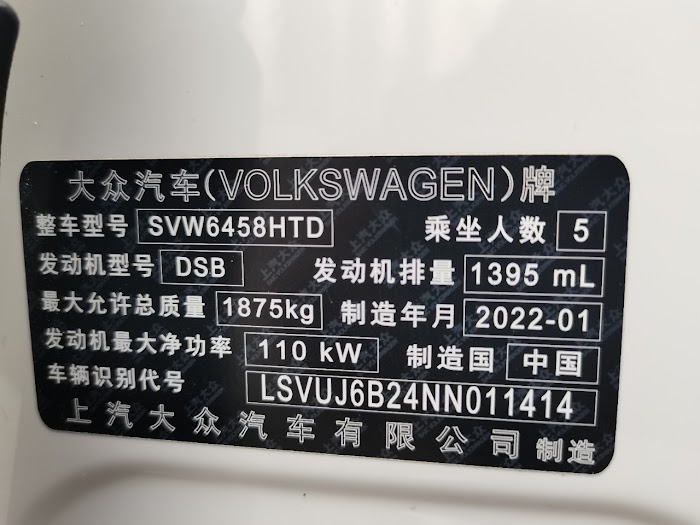 大众汽车(VOLKSWAGEN)牌
整车型号 SVW6458HTD 乘坐人数 5
发动机型号 DSB 发动机排量 1395 mL
最大允许总质量 1875kg 制造年月 2022-01
发动机最大净功率 110 kW 制造国 中国
车辆识别代号 LSVUJ6B24NN011414
上汽大众汽车有限公司 制造